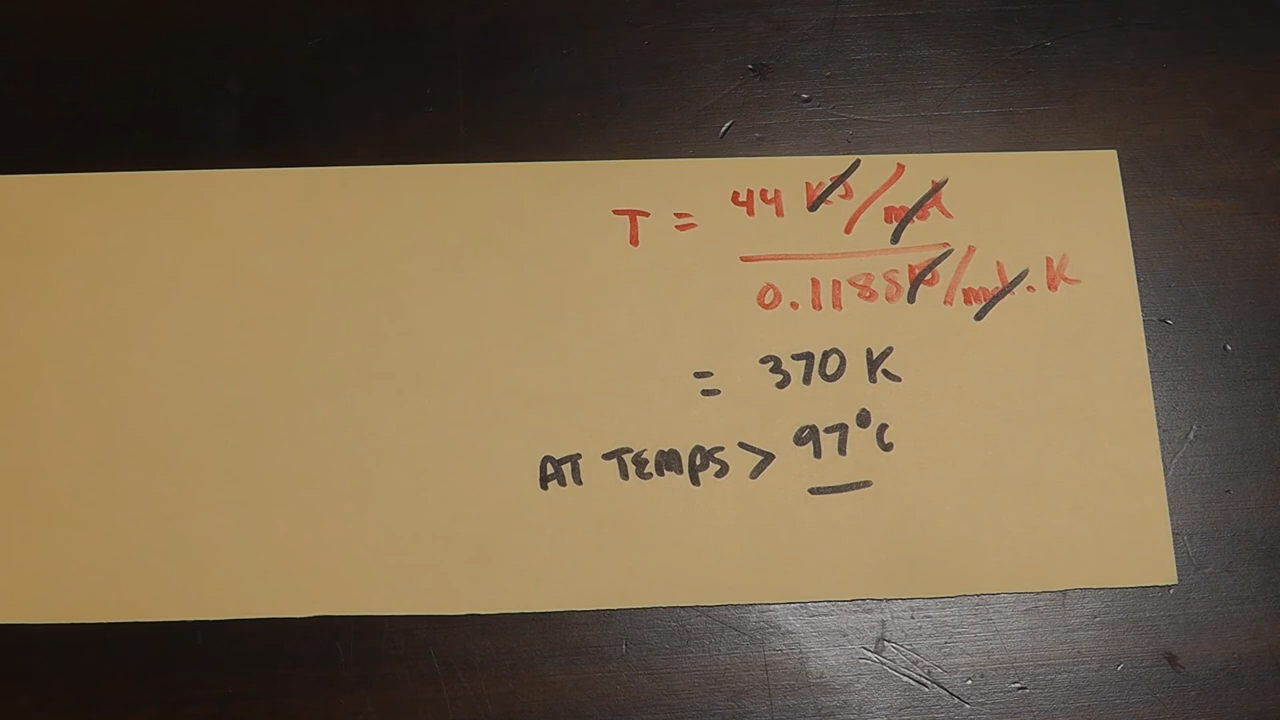 T = 44 KJ/mol
0.1188 KJ/mol.K
= 370 K
AT TEMPS > 97°C